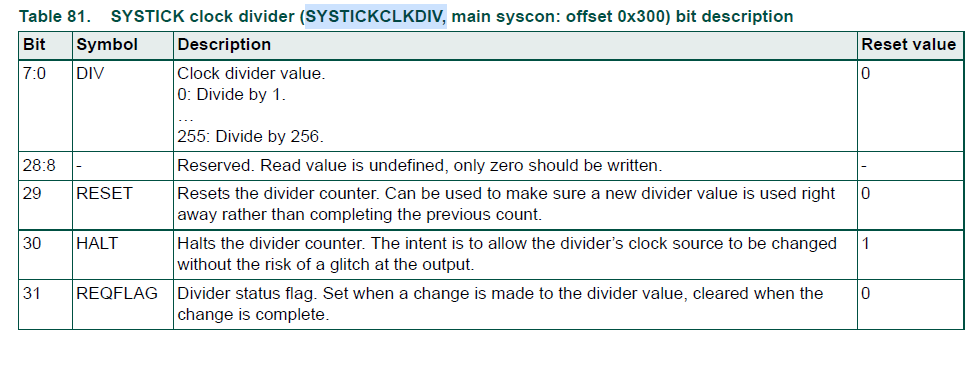 Table 81. SYSTICK clock divider (SYSTICKCLKDIV, main syscon: offset 0x300) bit description
Bit Symbol Description Reset value
7:0 DIV Clock divider value. 0
0: Divide by 1.
...
255: Divide by 256.
28:8 - Reserved. Read value is undefined, only zero should be written. -
29 RESET Resets the divider counter. Can be used to make sure a new divider value is used right 0
away rather than completing the previous count.
30 HALT Halts the divider counter. The intent is to allow the divider's clock source to be changed 1
without the risk of a glitch at the output.
31 REQFLAG Divider status flag. Set when a change is made to the divider value, cleared when the 0
change is complete.